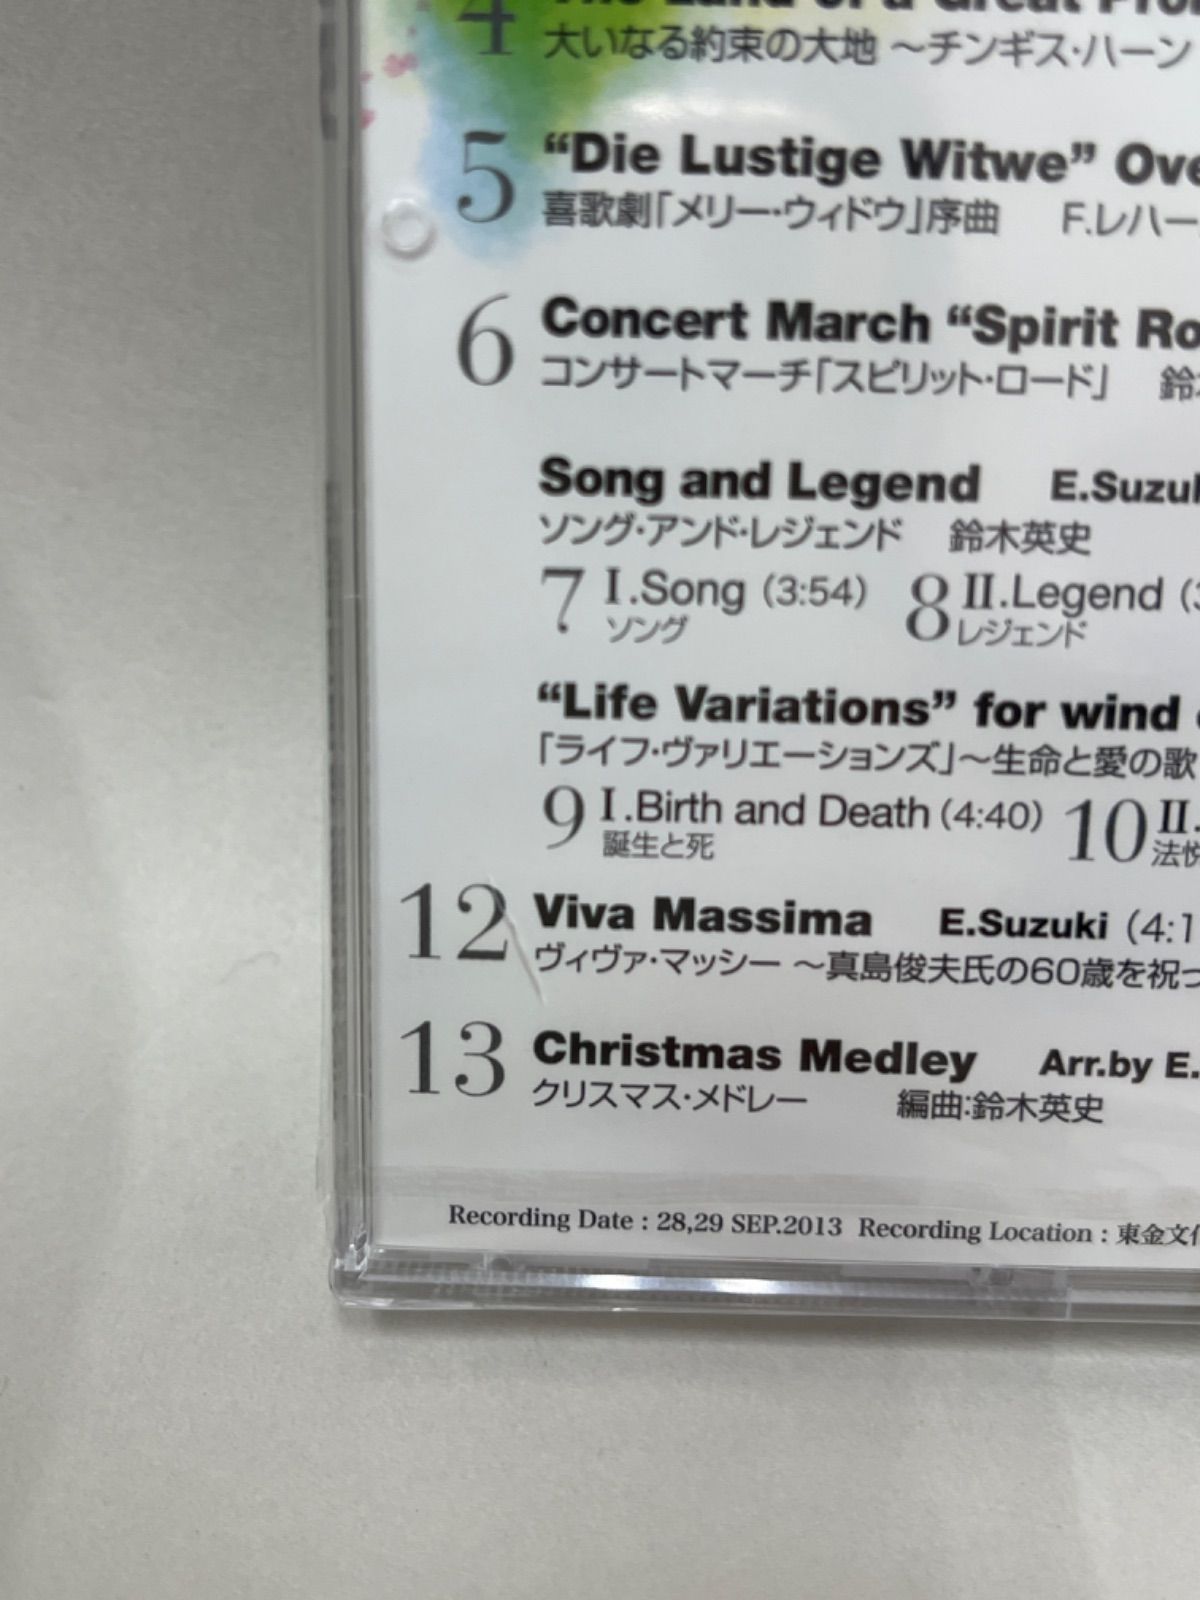 4 The Land of a Great
大いなる約束の大地 ～チンギス・ハーン
5 “Die Lustige Witwe”
喜歌劇「メリー・ウィドウ」序曲 F.レハー
6 Concert March “Spirit
コンサートマーチ「スピリット・ロード」
Song and Legend
ソング・アンド・レジェンド 鈴木英史
7 I.Song (3:54) 8 II.Legend
ソング レジェンド
“Life Variations” for wind
「ライフ・ヴァリエーションズ」～生命と愛の歌
9 I.Birth and Death (4:40) 10 II.
誕生と死 法悦
12 Viva Massima E.Suzuki (4:1
ヴィヴァ・マッシー ～真島俊夫氏の60歳を祝っ
13 Christmas Medley Arr.by E.
クリスマス・メドレー 編曲:鈴木英史
Recording Date : 28,29 SEP.2013 Recording Location : 東金文